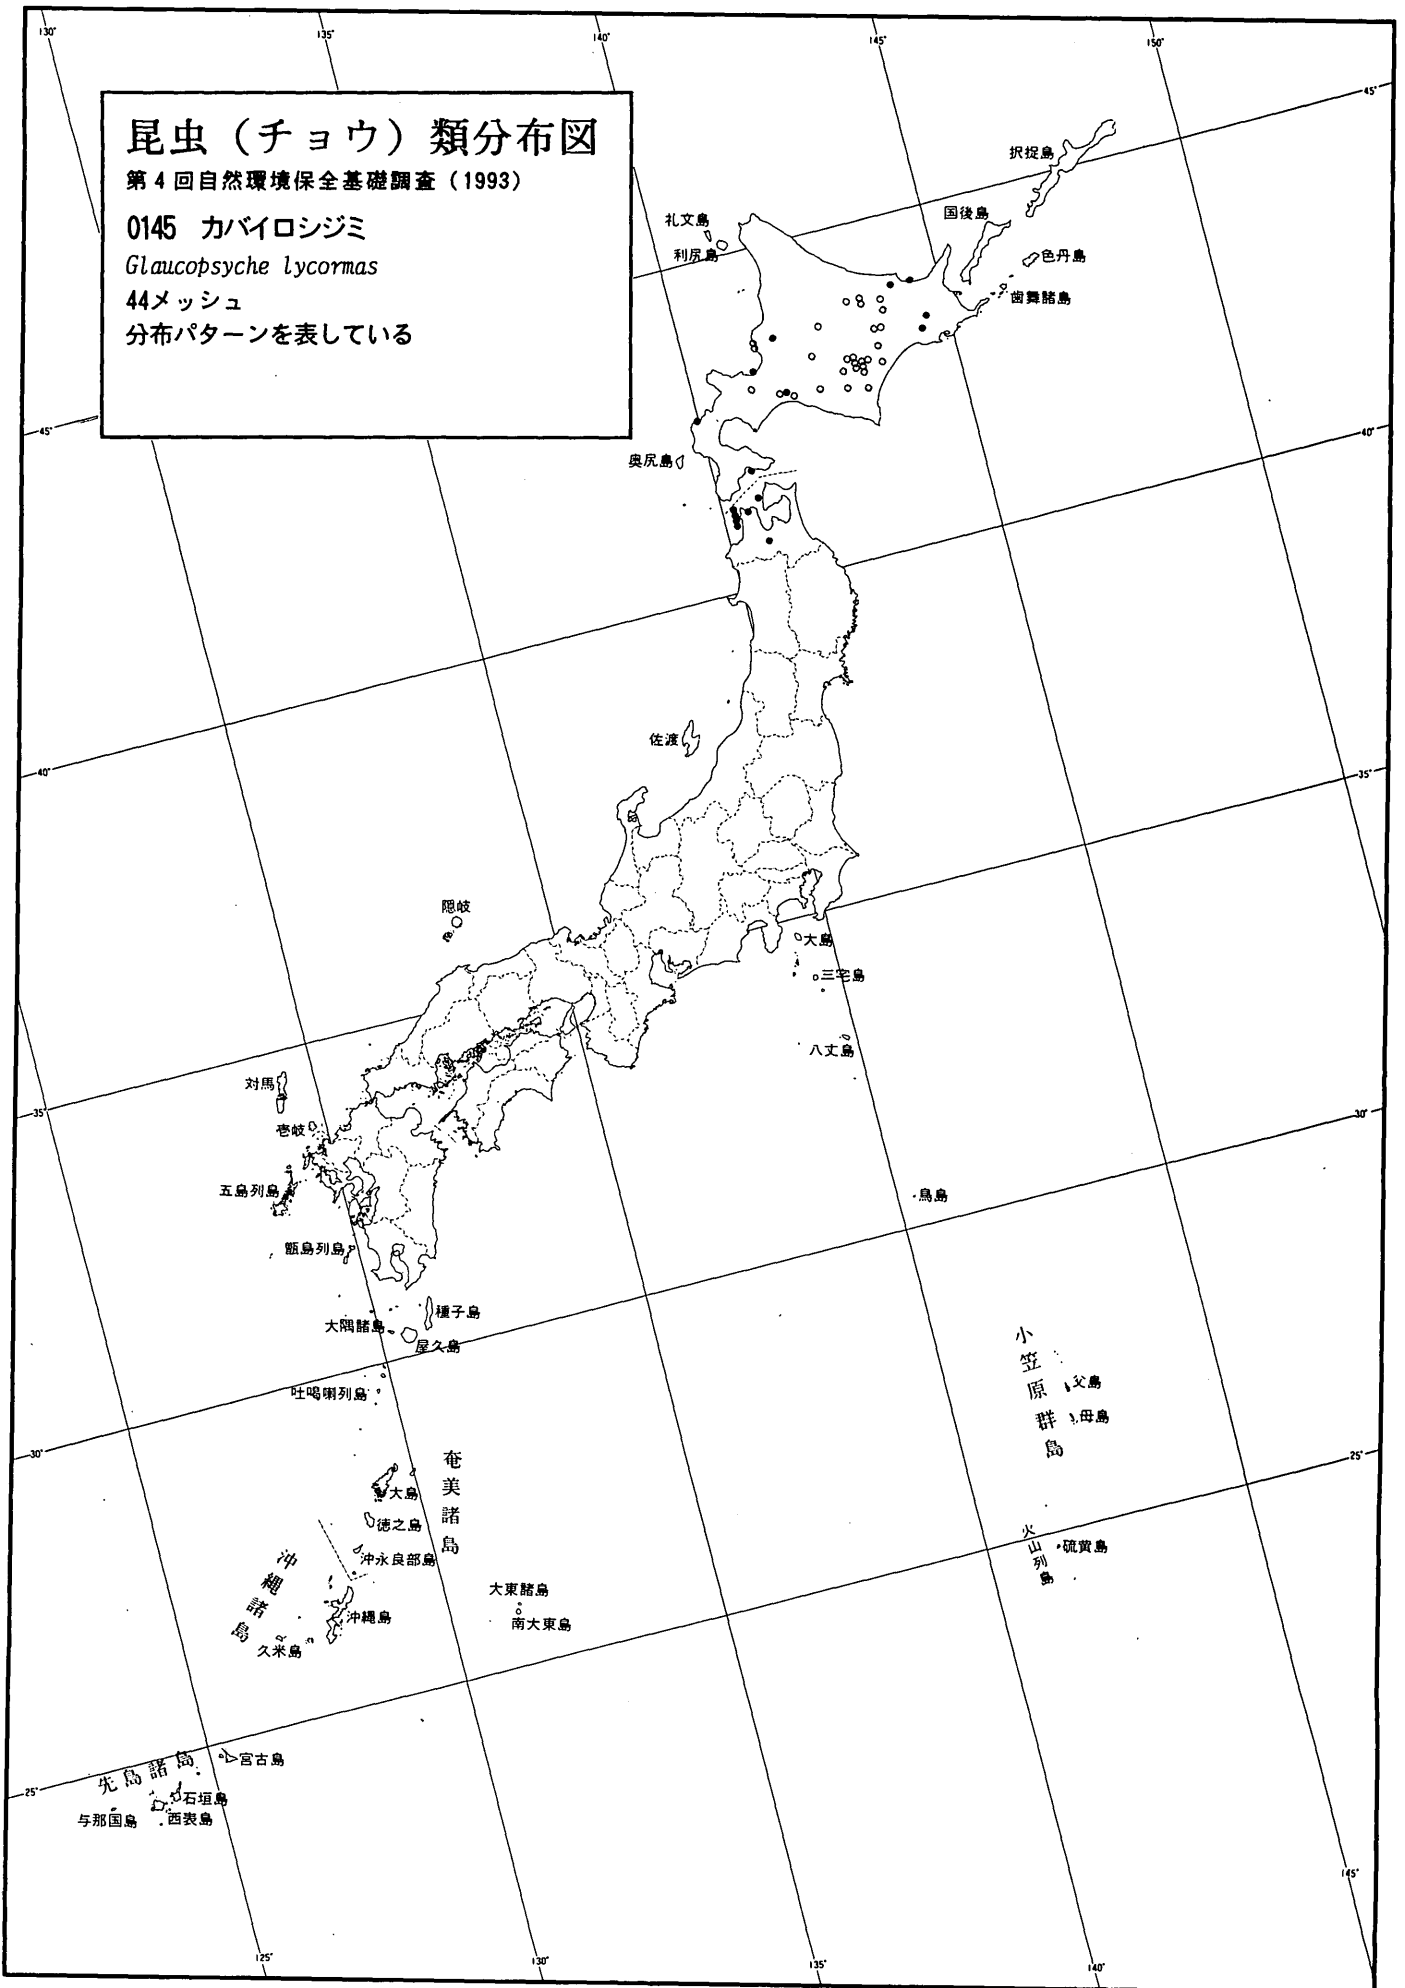 130°
135°
140°
145°
150°
昆虫（チョウ）類分布図
第4回自然環境保全基礎調査（1993）
0145 カバイロシジミ
Glaucopsyche lycormas
44メッシュ
分布パターンを表している
45°
択捉島
国後島
礼文島
利尻島
色丹島
歯舞諸島
45°
40°
奥尻島
佐渡
40°
35°
隠岐
大島
三宅島
八丈島
対馬
壱岐
35°
30°
五島列島
鳥島
甑島列島
種子島
大隅諸島
屋久島
吐噶喇列島
小笠原群島
父島
母島
30°
25°
奄美諸島
大島
徳之島
沖永良部島
沖縄諸島
沖縄島
久米島
大東諸島
南大東島
火山列島
硫黄島
先島諸島
宮古島
25°
石垣島
与那国島
西表島
145°
125°
130°
135°
140°